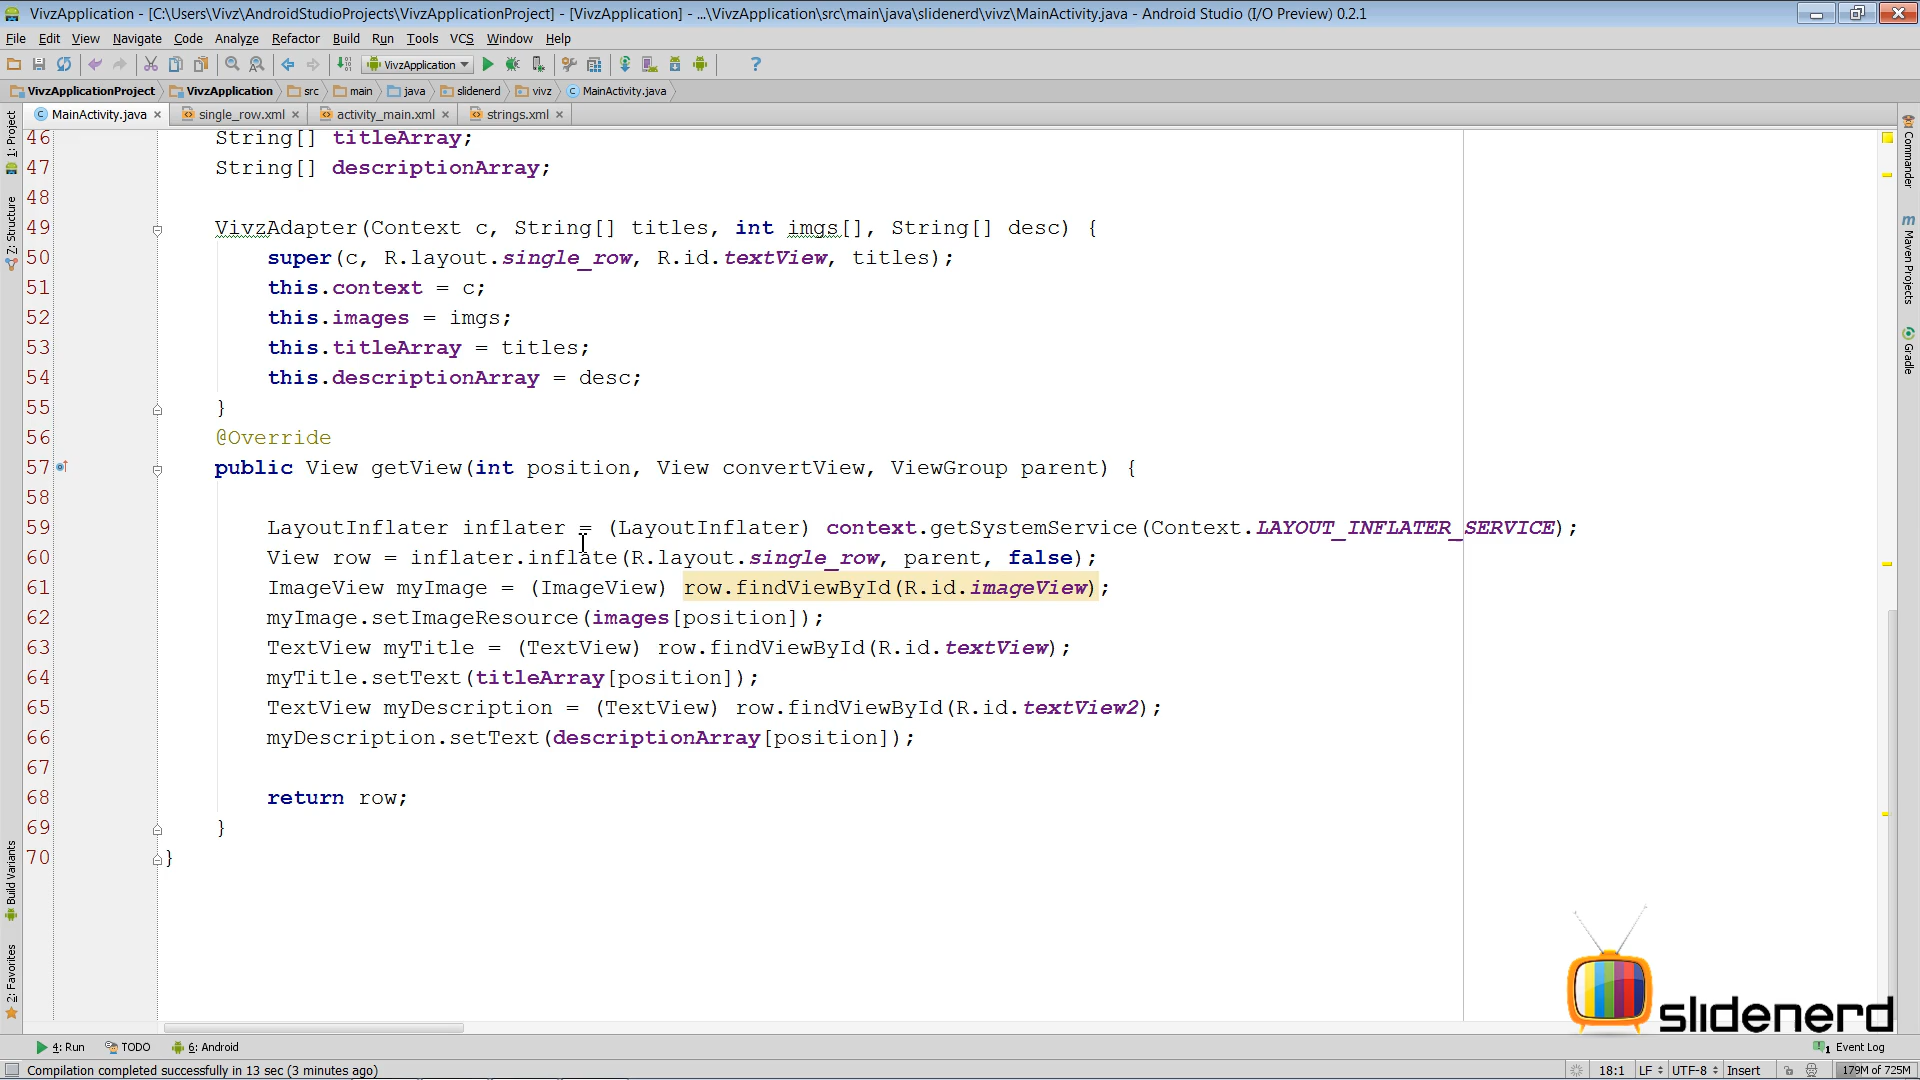 VivzApplication - [C:\Users\Vivz\AndroidStudioProjects\VivzApplicationProject] - [VivzApplication] - ...\VivzApplication\src\main\java\slidenerd\vivz\MainActivity.java - Android Studio (I/O Preview) 0.2.1
File Edit View Navigate Code Analyze Refactor Build Run Tools VCS Window Help
VivzApplication
VivzApplicationProject VivzApplication src main java slidenerd vivz MainActivity.java
MainActivity.java single_row.xml activity_main.xml strings.xml
1: Project
Z: Structure
Build Variants
2: Favorites
Commander
Maven Projects
Gradle
46 String[] titleArray;
47 String[] descriptionArray;
48
49 VivzAdapter(Context c, String[] titles, int imgs[], String[] desc) {
50 super(c, R.layout.single_row, R.id.textView, titles);
51 this.context = c;
52 this.images = imgs;
53 this.titleArray = titles;
54 this.descriptionArray = desc;
55 }
56 @Override
57 public View getView(int position, View convertView, ViewGroup parent) {
58
59 LayoutInflater inflater = (LayoutInflater) context.getSystemService(Context.LAYOUT_INFLATER_SERVICE);
60 View row = inflater.inflate(R.layout.single_row, parent, false);
61 ImageView myImage = (ImageView) row.findViewById(R.id.imageView);
62 myImage.setImageResource(images[position]);
63 TextView myTitle = (TextView) row.findViewById(R.id.textView);
64 myTitle.setText(titleArray[position]);
65 TextView myDescription = (TextView) row.findViewById(R.id.textView2);
66 myDescription.setText(descriptionArray[position]);
67
68 return row;
69 }
70 }
slidenerd
4: Run TODO 6: Android 1 Event Log
Compilation completed successfully in 13 sec (3 minutes ago) 18:1 LF UTF-8 Insert 179M of 725M